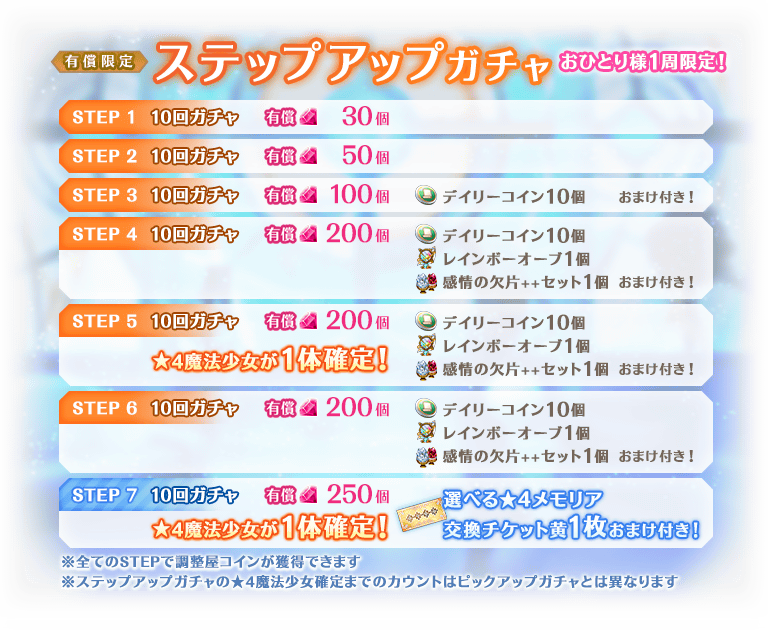 有償限定 ステップアップガチャ おひとり様1周限定!
STEP 1 10回ガチャ 有償 30個
STEP 2 10回ガチャ 有償 50個
STEP 3 10回ガチャ 有償 100個 デイリーコイン10個 おまけ付き!
STEP 4 10回ガチャ 有償 200個 デイリーコイン10個
レインボーオーブ1個
感情の欠片++セット1個 おまけ付き!
STEP 5 10回ガチャ 有償 200個 デイリーコイン10個
レインボーオーブ1個
★4魔法少女が1体確定!
感情の欠片++セット1個 おまけ付き!
STEP 6 10回ガチャ 有償 200個 デイリーコイン10個
レインボーオーブ1個
感情の欠片++セット1個 おまけ付き!
STEP 7 10回ガチャ 有償 250個 選べる★4メモリア
★4魔法少女が1体確定! 交換チケット黄1枚おまけ付き!
※全てのSTEPで調整屋コインが獲得できます
※ステップアップガチャの★4魔法少女確定までのカウントはピックアップガチャとは異なります